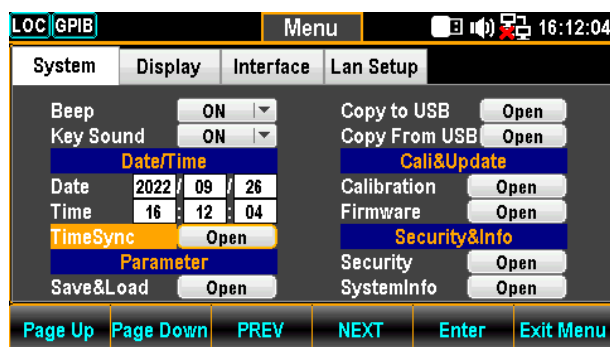 LOC GPIB Menu 16:12:04
System Display Interface Lan Setup
Beep ON
Key Sound ON
Date/Time
Date 2022 / 09 / 26
Time 16 : 12 : 04
TimeSync Open
Parameter
Save&Load Open
Copy to USB Open
Copy From USB Open
Cali&Update
Calibration Open
Firmware Open
Security&Info
Security Open
SystemInfo Open
Page Up Page Down PREV NEXT Enter Exit Menu